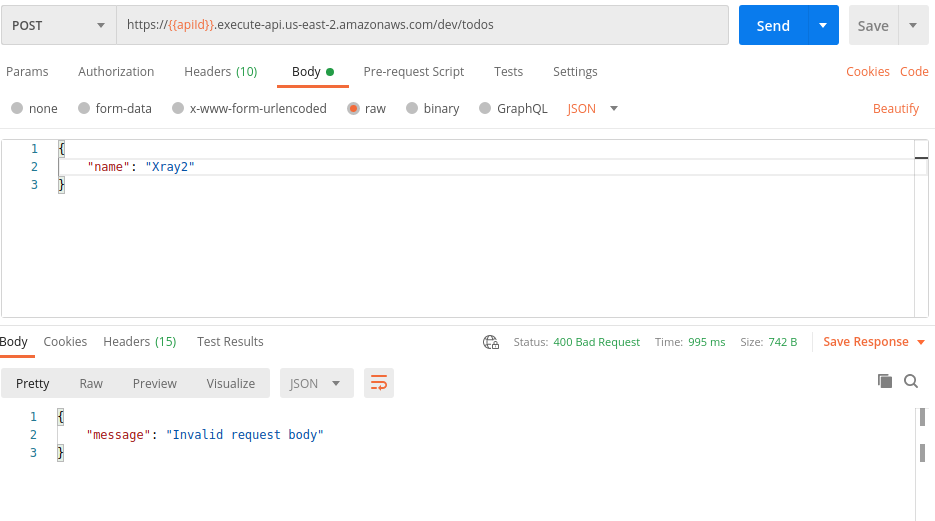 POST https://{{apiId}}.execute-api.us-east-2.amazonaws.com/dev/todos Send Save
Params Authorization Headers (10) Body Pre-request Script Tests Settings Cookies Code
none form-data x-www-form-urlencoded raw binary GraphQL JSON Beautify
1 {
2 "name": "Xray2"
3 }
Body Cookies Headers (15) Test Results Status: 400 Bad Request Time: 995 ms Size: 742 B Save Response
Pretty Raw Preview Visualize JSON
1 {
2 "message": "Invalid request body"
3 }